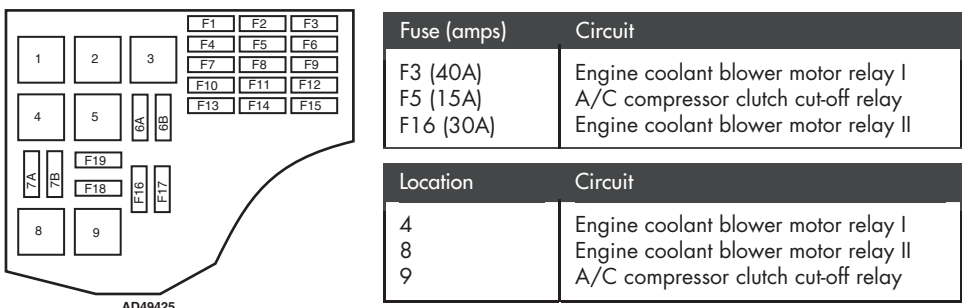 F1 F2 F3
F4 F5 F6
1 2 3
F7 F8 F9
F10 F11 F12
F13 F14 F15
4 5 6A 6B
7A 7B F19
F18 F16 F17
8 9
AD49425
Fuse (amps) Circuit
F3 (40A) Engine coolant blower motor relay I
F5 (15A) A/C compressor clutch cut-off relay
F16 (30A) Engine coolant blower motor relay II
Location Circuit
4 Engine coolant blower motor relay I
8 Engine coolant blower motor relay II
9 A/C compressor clutch cut-off relay